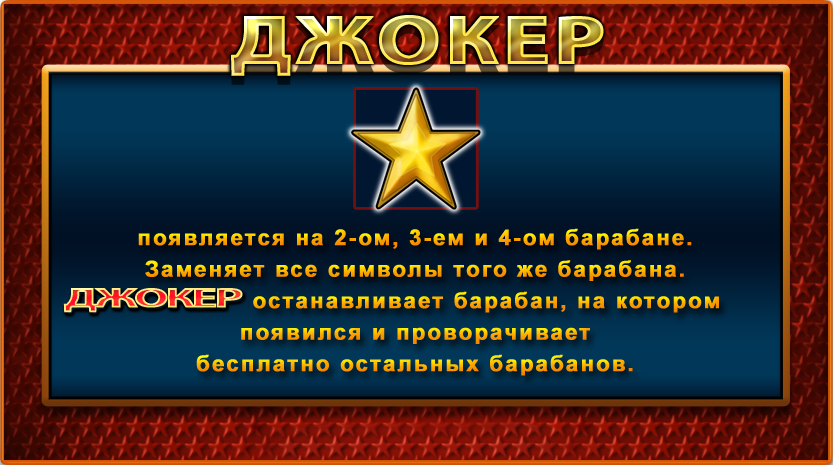 ДЖОКЕР
появляется на 2-ом, 3-ем и 4-ом барабане.
Заменяет все символы того же барабана.
ДЖОКЕР останавливает барабан, на котором
появился и проворачивает
бесплатно остальных барабанов.